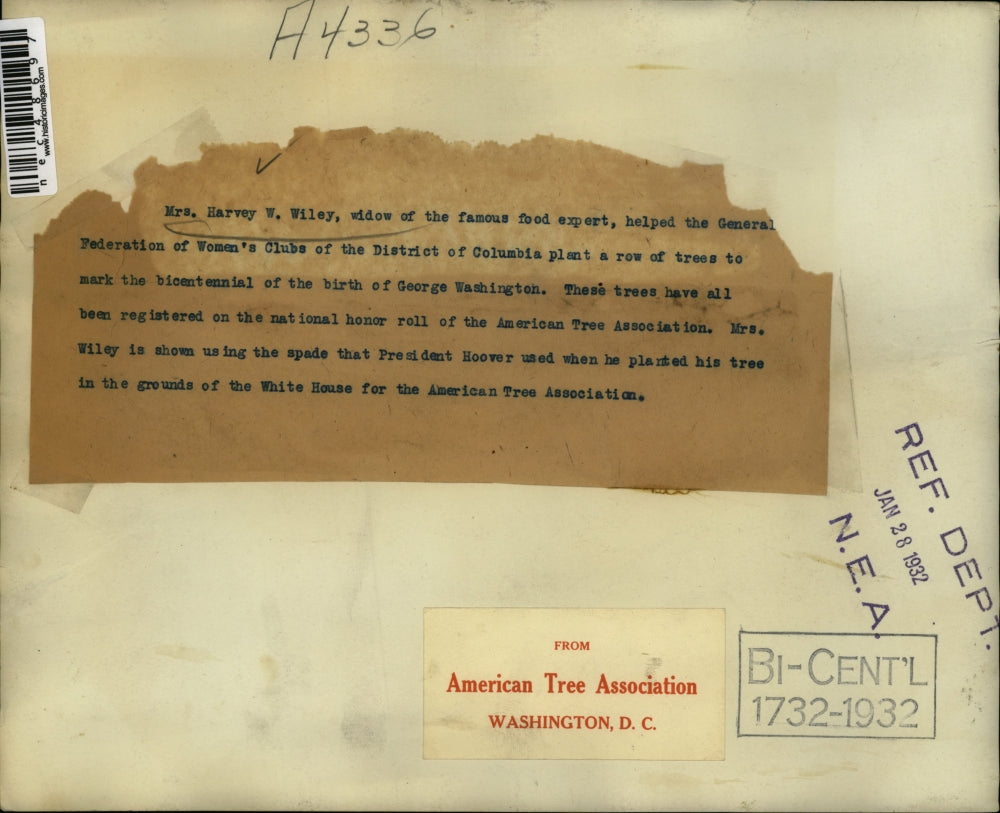 A4336
nec48697
www.historicimages.com
Mrs. Harvey W. Wiley, widow of the famous food expert, helped the General
Federation of Women's Clubs of the District of Columbia plant a row of trees to
mark the bicentennial of the birth of George Washington. These trees have all
been registered on the national honor roll of the American Tree Association. Mrs.
Wiley is shown using the spade that President Hoover used when he planted his tree
in the grounds of the White House for the American Tree Association.
REF. DEPT.
JAN 28 1932
N.E.A.
FROM
American Tree Association
WASHINGTON, D. C.
BI-CENT'L
1732-1932